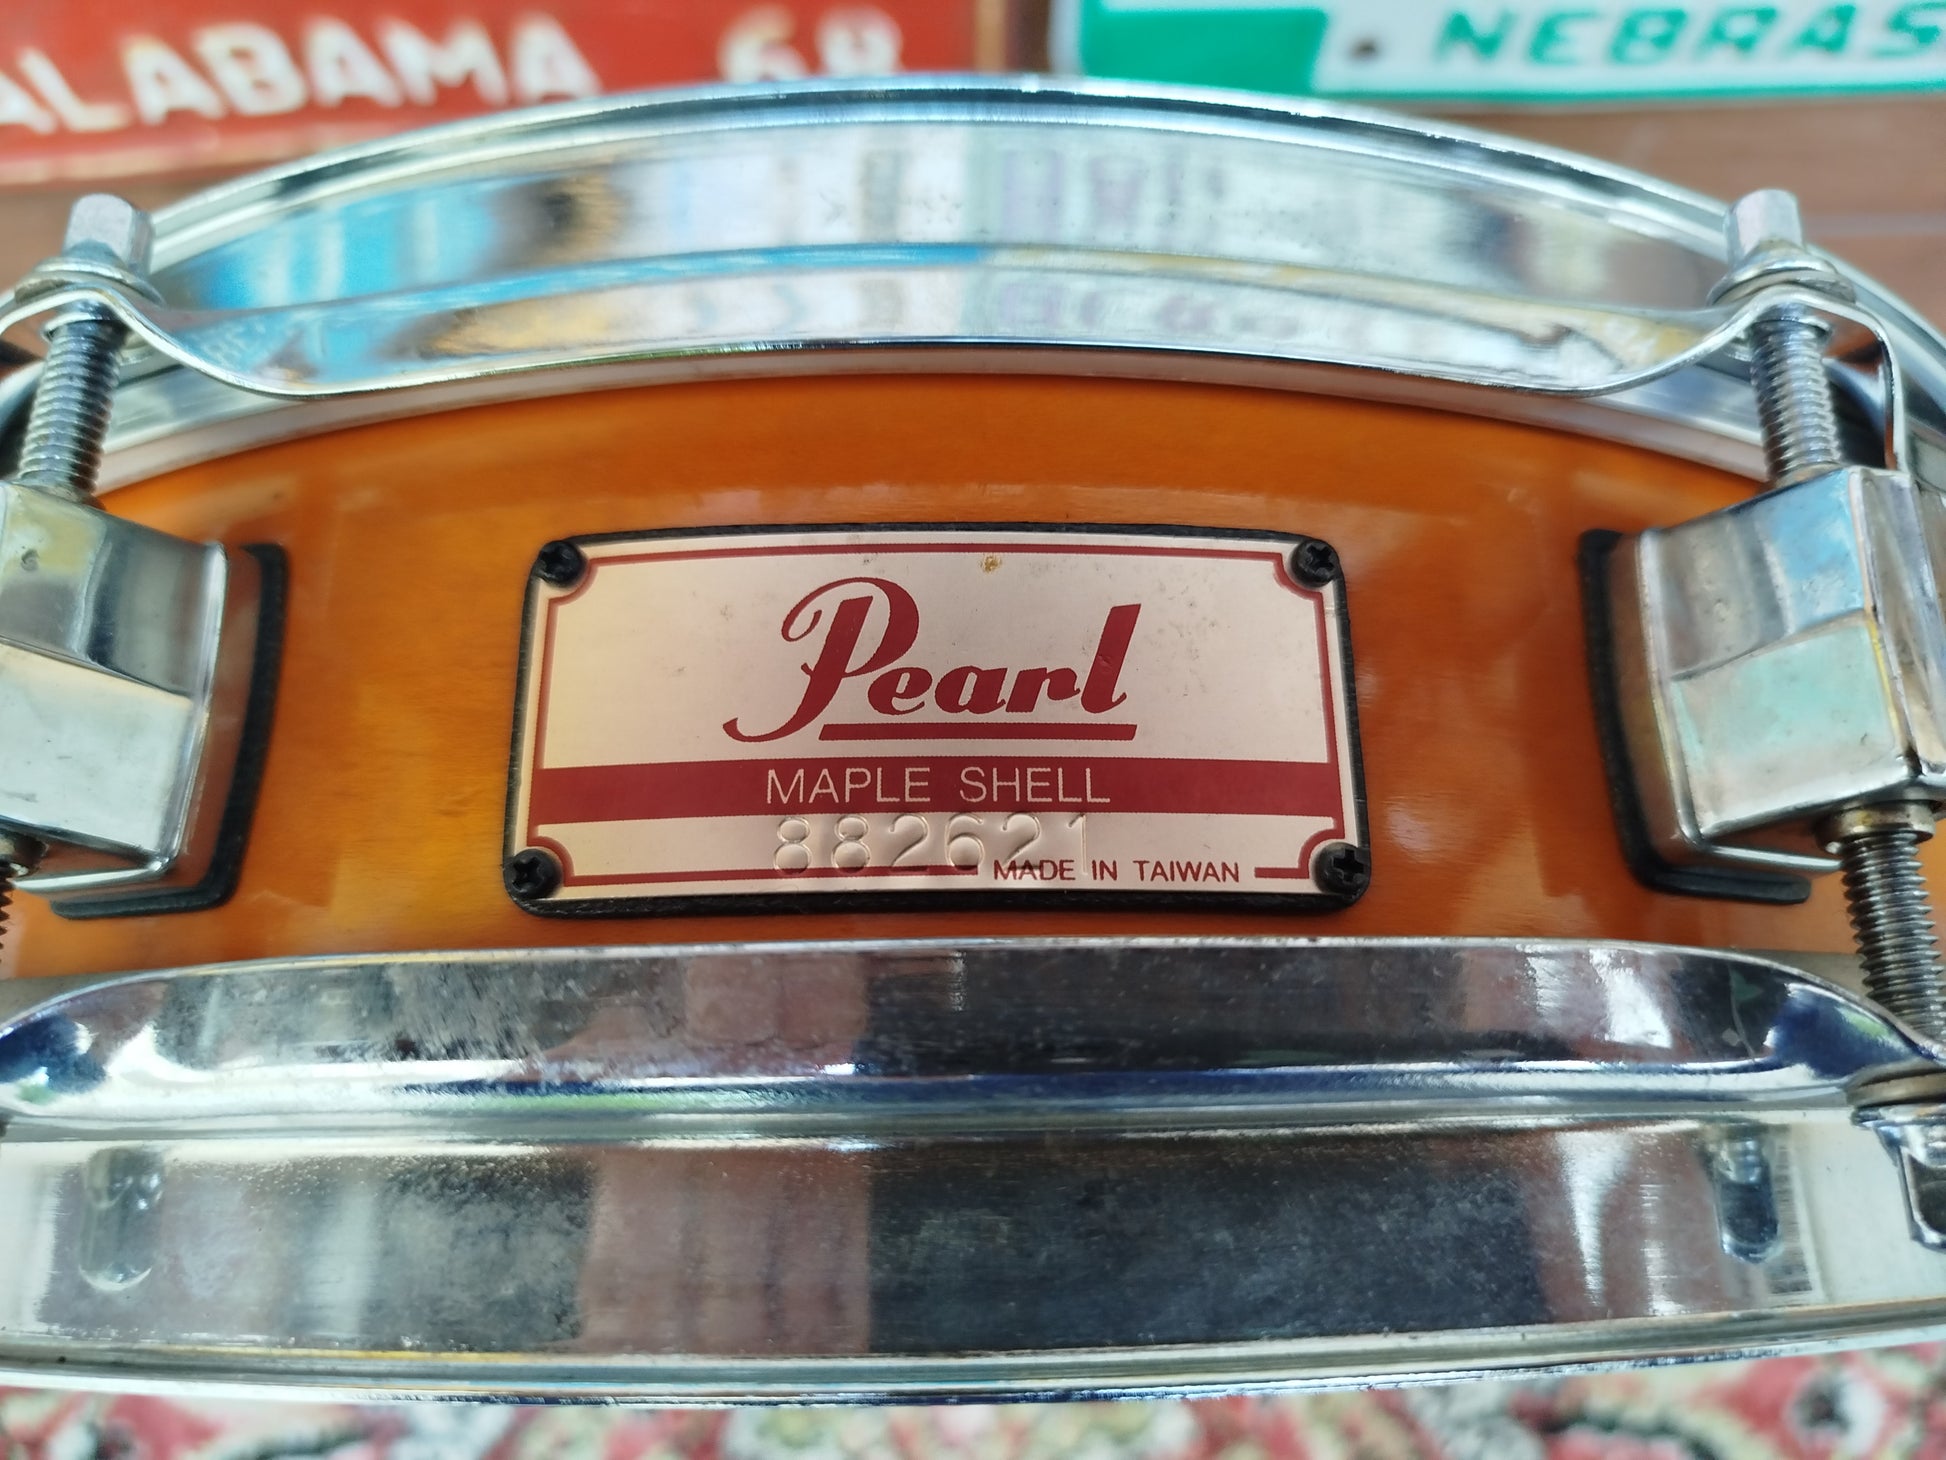 ALABAMA 68
NEBRAS
Pearl
MAPLE SHELL
882621
MADE IN TAIWAN